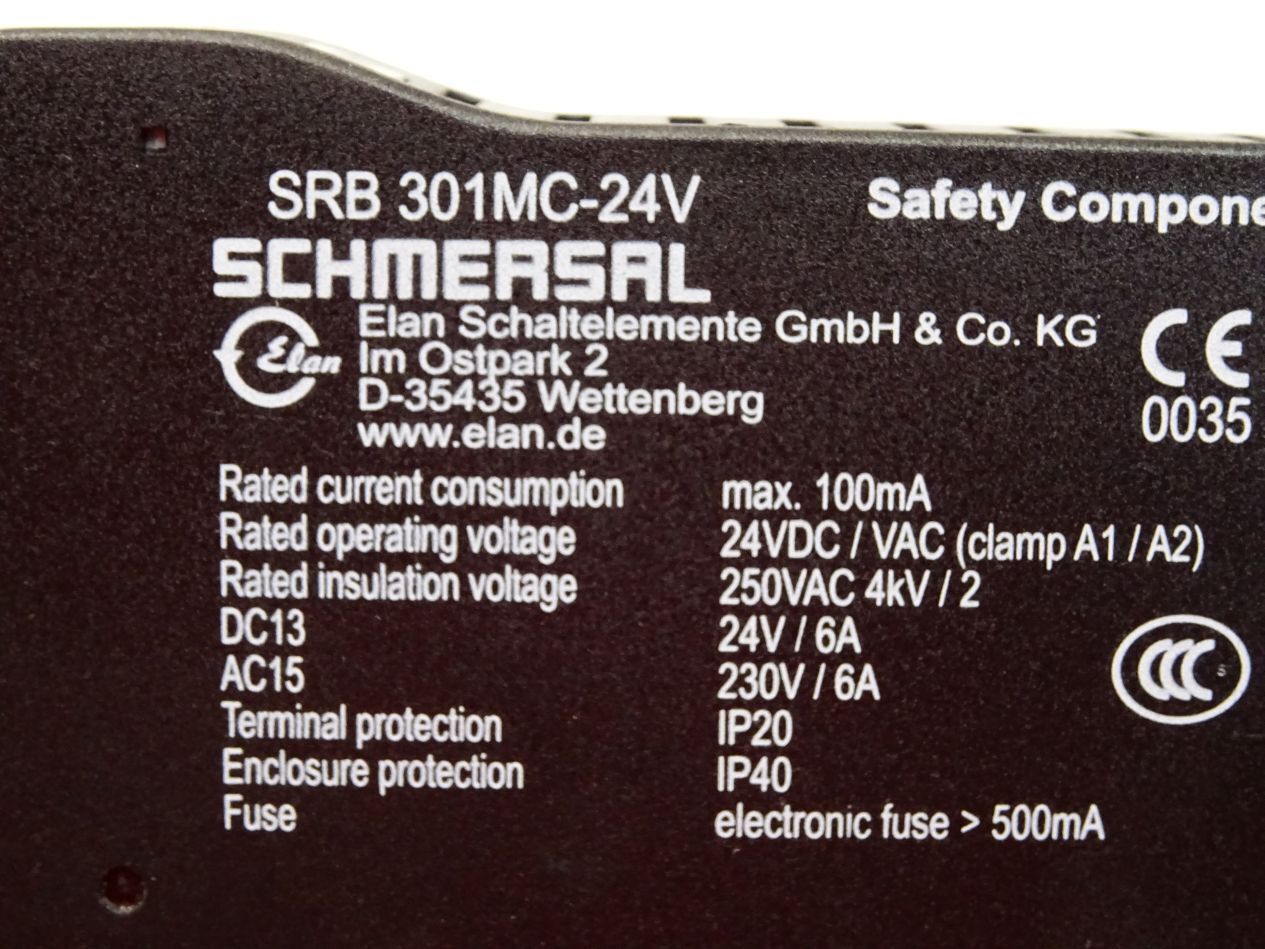 SRB 301MC-24V
Safety Compone
SCHMERSAL
Elan
Elan Schaltelemente GmbH & Co. KG
Im Ostpark 2
D-35435 Wettenberg
www.elan.de
CE
0035
Rated current consumption max. 100mA
Rated operating voltage 24VDC / VAC (clamp A1 / A2)
Rated insulation voltage 250VAC 4kV / 2
DC13 24V / 6A
AC15 230V / 6A
Terminal protection IP20
Enclosure protection IP40
Fuse electronic fuse > 500mA
CCC S